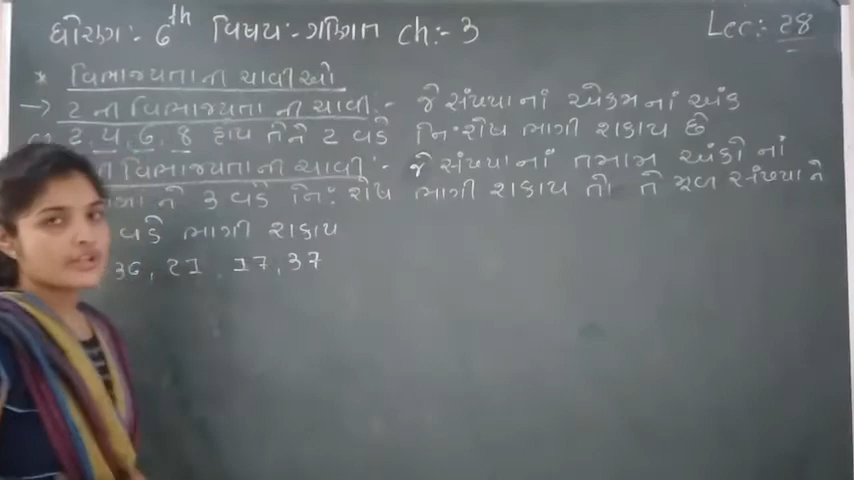 ધોરણ:- 6th વિષય:- ગણિત ch:- 3 Lec:- 28
* વિભાજ્યતાની ચાવીઓ
→ 2 ની વિભાજ્યતા ની ચાવી :- જે સંખ્યાનાં એકમનાં અંક
2, 4, 6, 8 હોય તેને 2 વડે નિ:શેષ ભાગી શકાય છે
ની વિભાજ્યતાની ચાવી :- જે સંખ્યાનાં તમામ અંકો નાં
ને 3 વડે નિ: શેષ ભાગી શકાય તો તે મૂળ સંખ્યા ને
વડે ભાગી શકાય
36, 21, 17, 37